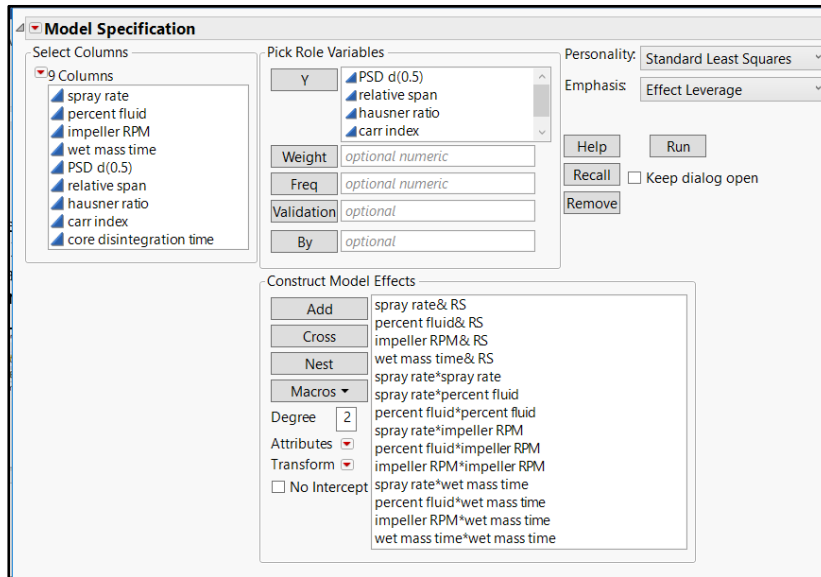 Model Specification
Select Columns
9 Columns
spray rate
percent fluid
impeller RPM
wet mass time
PSD d(0.5)
relative span
hausner ratio
carr index
core disintegration time
Pick Role Variables
Y
PSD d(0.5)
relative span
hausner ratio
carr index
Weight optional numeric
Freq optional numeric
Validation optional
By optional
Personality: Standard Least Squares
Emphasis: Effect Leverage
Help Run
Recall Keep dialog open
Remove
Construct Model Effects
Add
Cross
Nest
Macros
Degree 2
Attributes
Transform
No Intercept
spray rate& RS
percent fluid& RS
impeller RPM& RS
wet mass time& RS
spray rate*spray rate
spray rate*percent fluid
percent fluid*percent fluid
spray rate*impeller RPM
percent fluid*impeller RPM
impeller RPM*impeller RPM
spray rate*wet mass time
percent fluid*wet mass time
impeller RPM*wet mass time
wet mass time*wet mass time